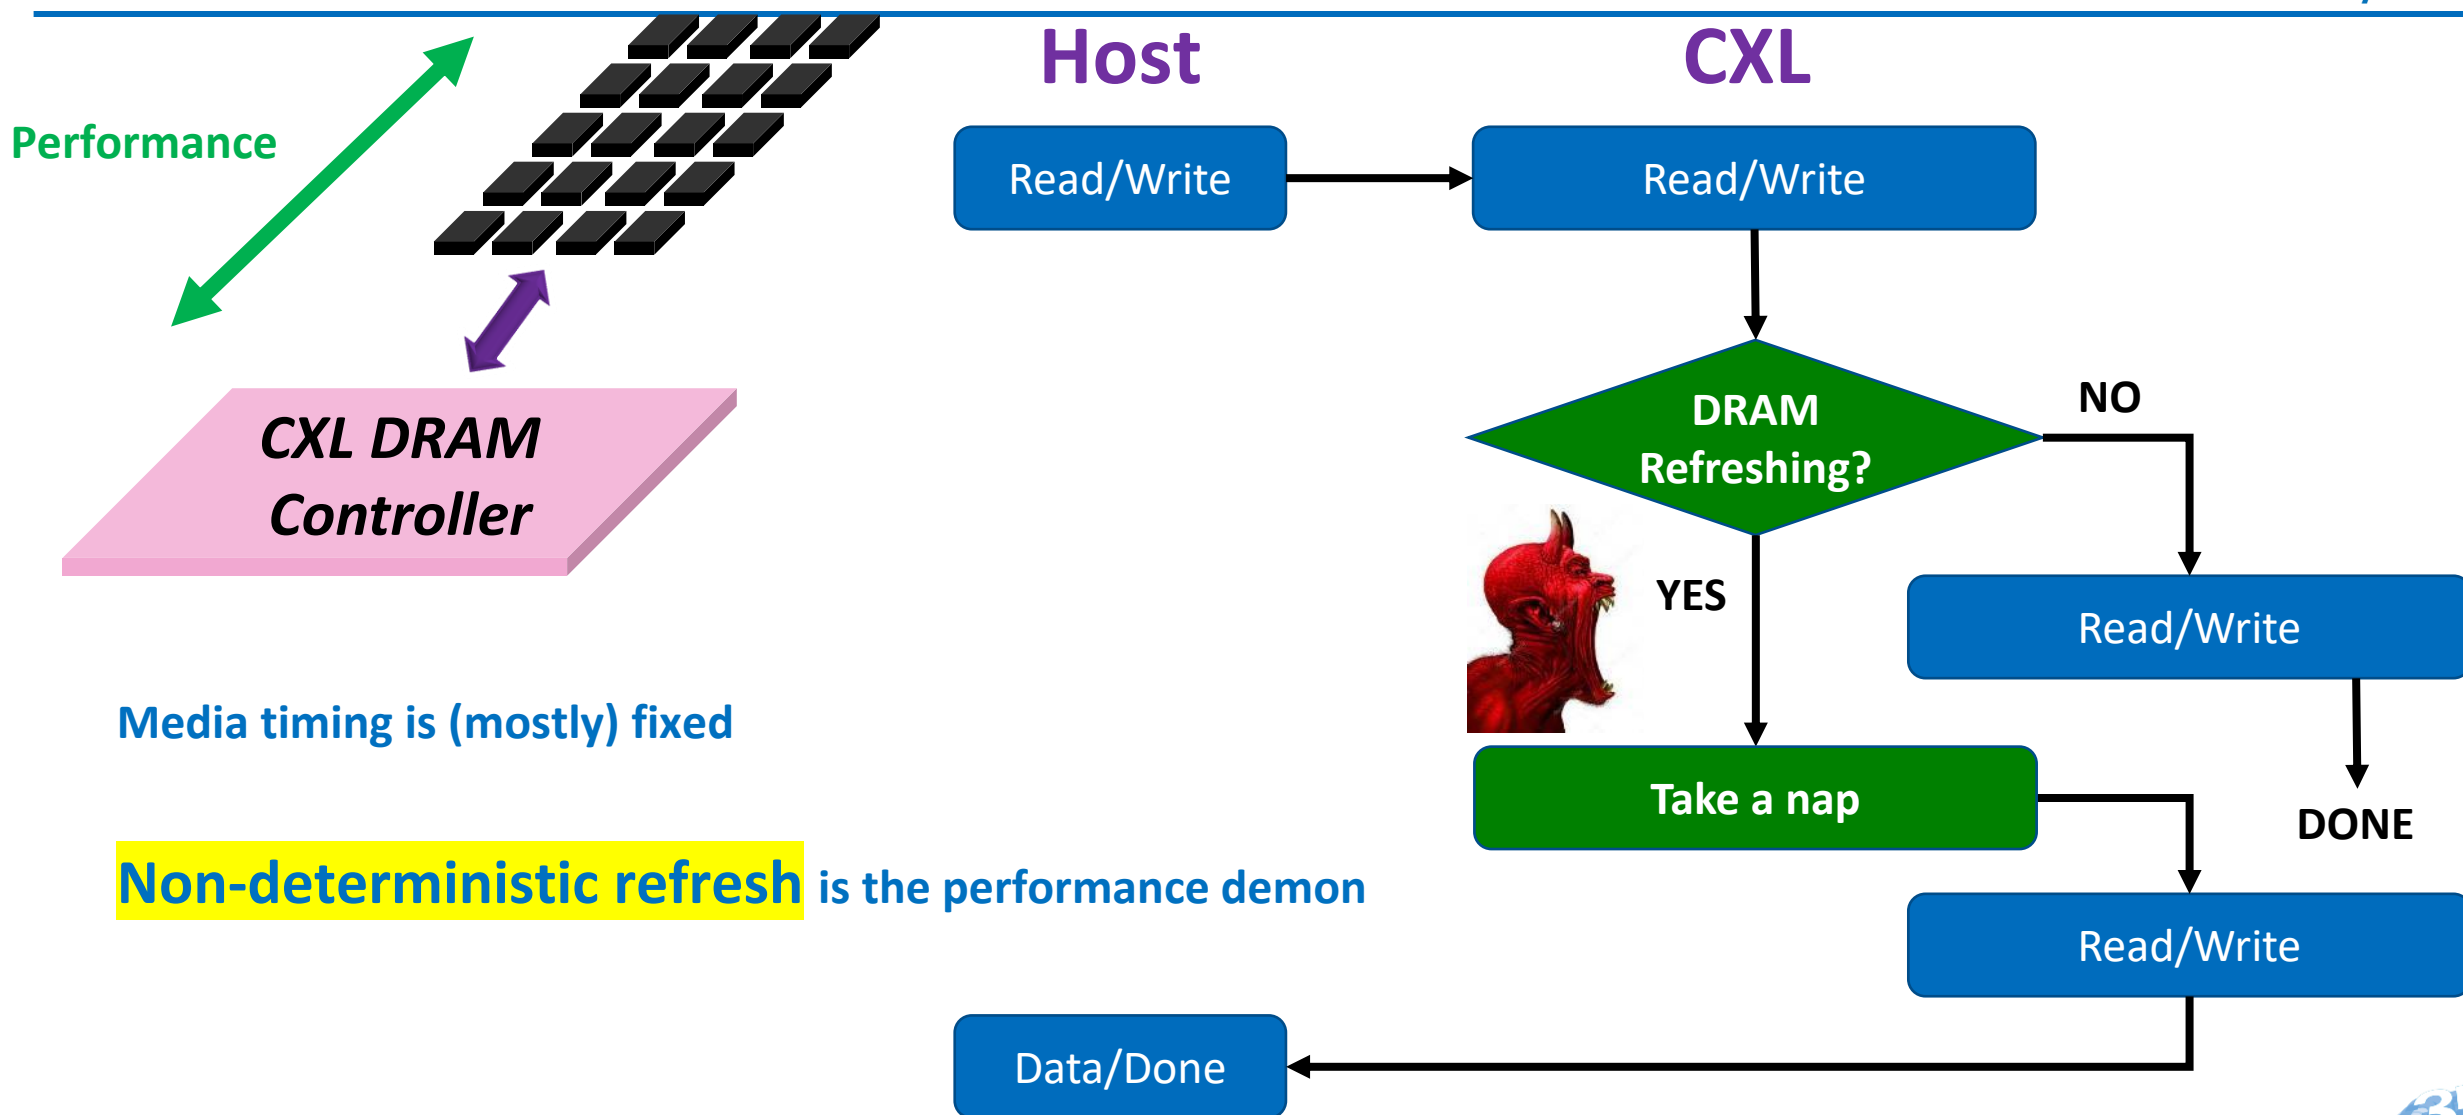 Host
CXL
Performance
Read/Write
Read/Write
CXL DRAM
Controller
DRAM
Refreshing?
NO
YES
Read/Write
Media timing is (mostly) fixed
Take a nap
DONE
Non-deterministic refresh is the performance demon
Read/Write
Data/Done